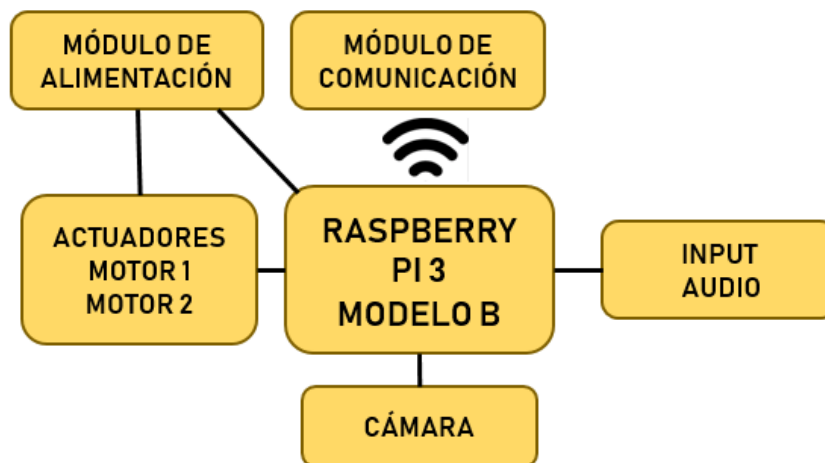 MÓDULO DE
ALIMENTACIÓN
MÓDULO DE
COMUNICACIÓN
ACTUADORES
MOTOR 1
MOTOR 2
RASPBERRY
PI 3
MODELO B
INPUT
AUDIO
CÁMARA